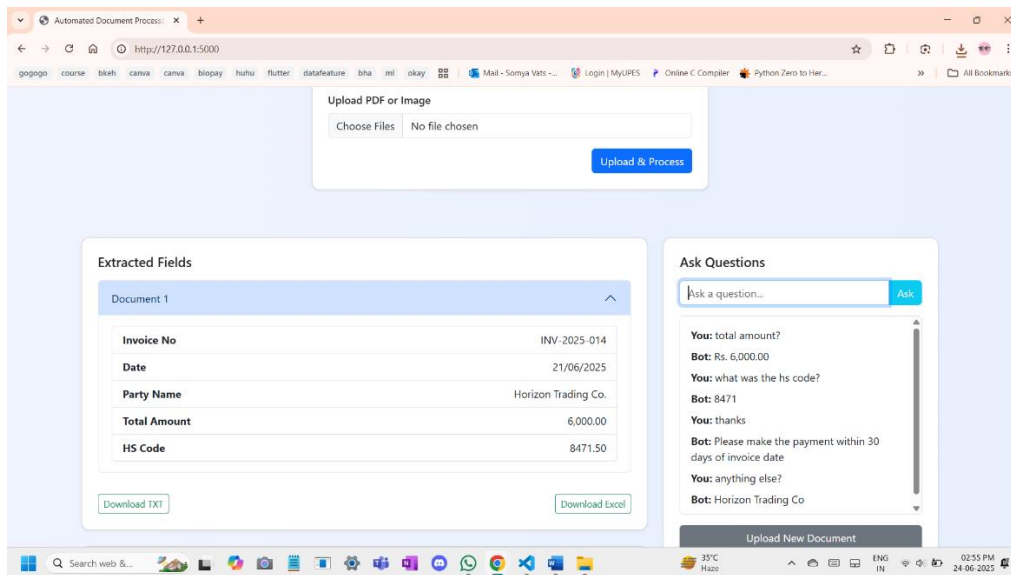 Automated Document Process
http://127.0.0.1:5000
gogogo course bkeh canva canva biopay huhu flutter datafeature bha ml okay Mail - Somya Vats -... Login | MyUPES Online C Compiler Python Zero to Her... » All Bookmarks
Upload PDF or Image
Choose Files No file chosen
Upload & Process
Extracted Fields
Document 1
Invoice No INV-2025-014
Date 21/06/2025
Party Name Horizon Trading Co.
Total Amount 6,000.00
HS Code 8471.50
Download TXT Download Excel
Ask Questions
Ask a question... Ask
You: total amount?
Bot: Rs. 6,000.00
You: what was the hs code?
Bot: 8471
You: thanks
Bot: Please make the payment within 30
days of invoice date
You: anything else?
Bot: Horizon Trading Co
Upload New Document
Search web &...
35°C
Haze
ENG
IN
02:55 PM
24-06-2025